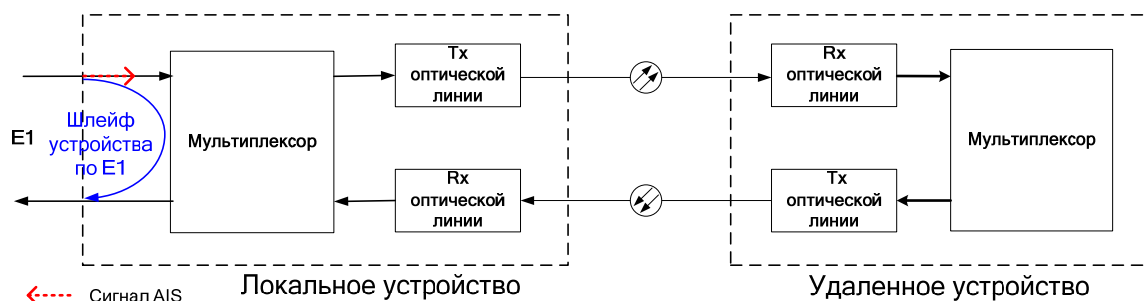 Tx
оптической
линии
Rx
оптической
линии
E1
Шлейф
устройства
по E1
Мультиплексор
Мультиплексор
Rx
оптической
линии
Tx
оптической
линии
Сигнал AIS
Локальное устройство
Удаленное устройство